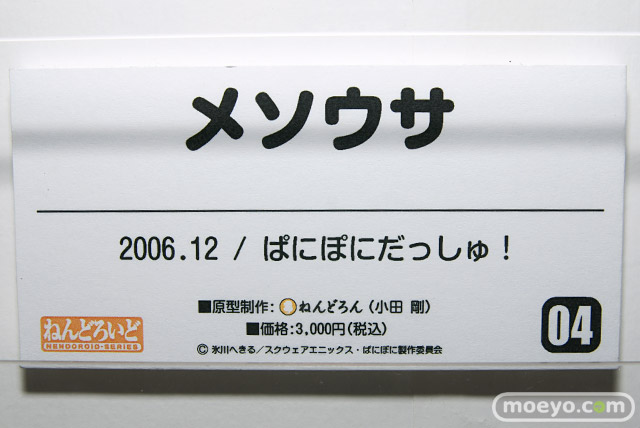 メソウサ
2006.12 / ぱにぽにだっしゅ!
■原型制作: ねんどろん (小田 剛)
■価格:3,000円(税込)
© 氷川へきる/スクウェアエニックス・ぱにぽに製作委員会
ねんどろいど
NENDOROID-SERIES
04
moeyo.com